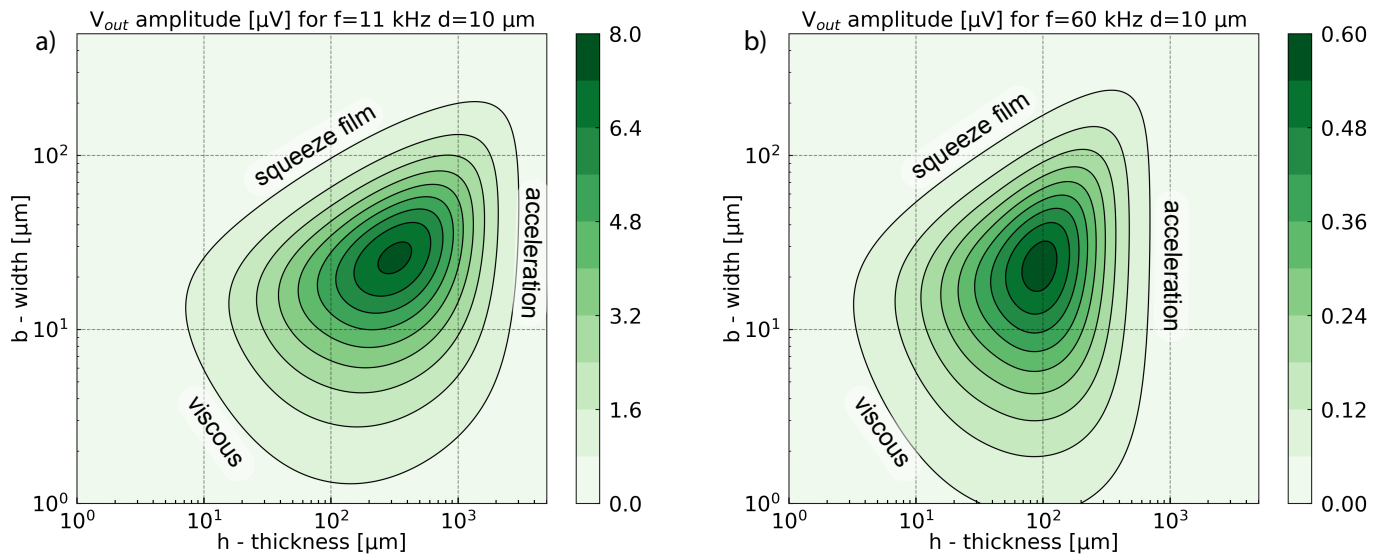 V_out amplitude [µV] for f=11 kHz d=10 µm
a)
8.0
6.4
4.8
3.2
1.6
0.0
squeeze film
acceleration
viscous
b - width [µm]
10^2
10^1
10^0
10^0 10^1 10^2 10^3
h - thickness [µm]
V_out amplitude [µV] for f=60 kHz d=10 µm
b)
0.60
0.48
0.36
0.24
0.12
0.00
squeeze film
acceleration
viscous
b - width [µm]
10^2
10^1
10^0
10^0 10^1 10^2 10^3
h - thickness [µm]